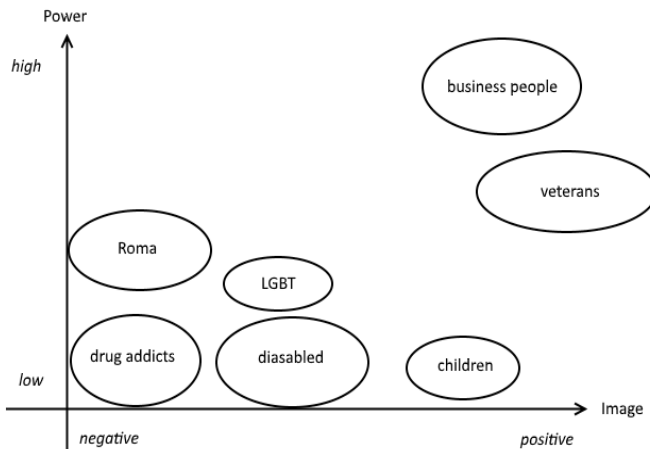 Power
high
business people
veterans
Roma
LGBT
drug addicts
diasabled
children
low
Image
negative
positive